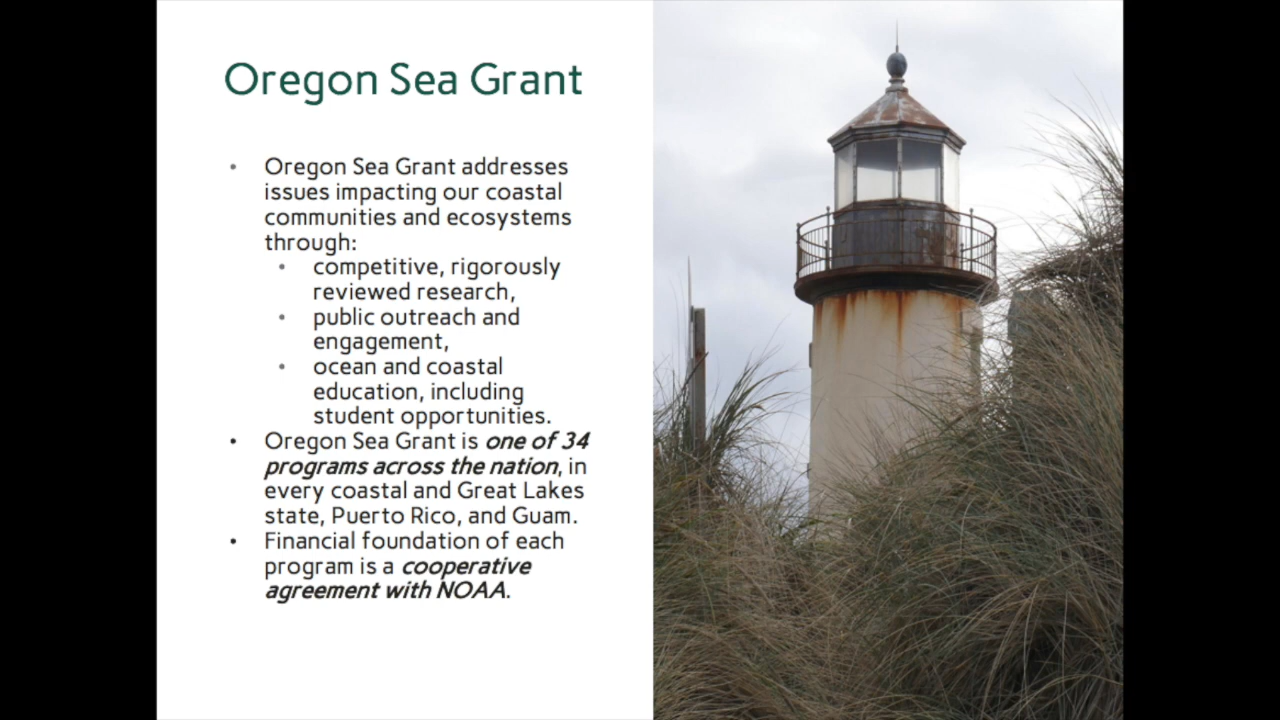 Oregon Sea Grant
• Oregon Sea Grant addresses
issues impacting our coastal
communities and ecosystems
through:
• competitive, rigorously
reviewed research,
• public outreach and
engagement,
• ocean and coastal
education, including
student opportunities.
• Oregon Sea Grant is one of 34
programs across the nation, in
every coastal and Great Lakes
state, Puerto Rico, and Guam.
• Financial foundation of each
program is a cooperative
agreement with NOAA.